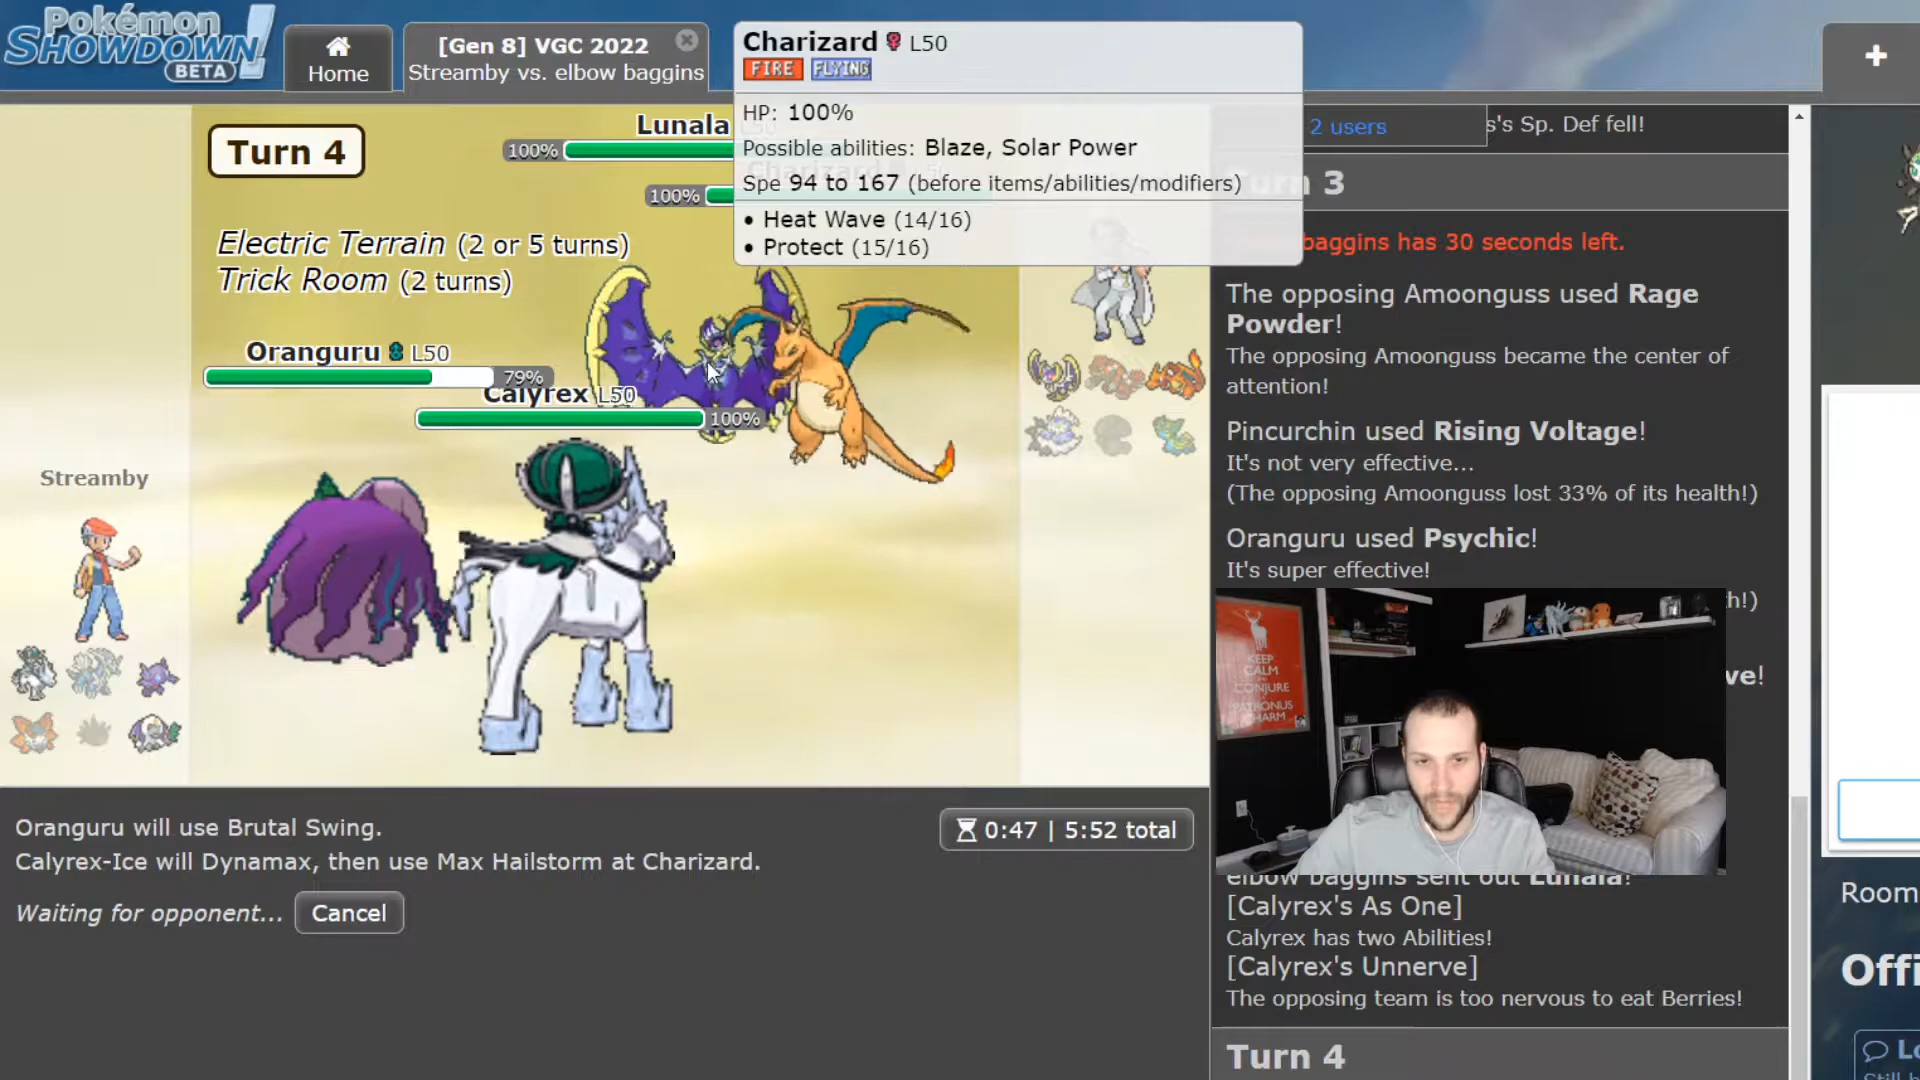 Pokémon
SHOWDOWN!
BETA
Home
[Gen 8] VGC 2022
Streamby vs. elbow baggins
Charizard L50
FIRE FLYING
HP: 100%
Possible abilities: Blaze, Solar Power
Spe 94 to 167 (before items/abilities/modifiers)
• Heat Wave (14/16)
• Protect (15/16)
Turn 4
Lunala
100%
100%
Electric Terrain (2 or 5 turns)
Trick Room (2 turns)
Oranguru L50
79%
Calyrex L50
100%
Streamby
Oranguru will use Brutal Swing.
Calyrex-Ice will Dynamax, then use Max Hailstorm at Charizard.
Waiting for opponent...
Cancel
0:47 | 5:52 total
2 users
s's Sp. Def fell!
Turn 3
baggins has 30 seconds left.
The opposing Amoonguss used Rage
Powder!
The opposing Amoonguss became the center of
attention!
Pincurchin used Rising Voltage!
It's not very effective...
(The opposing Amoonguss lost 33% of its health!)
Oranguru used Psychic!
It's super effective!
h!)
ve!
KEEP
CALM
CONJURE
PATRONUS
CHARM
elbow baggins sent out Lunala!
[Calyrex's As One]
Calyrex has two Abilities!
[Calyrex's Unnerve]
The opposing team is too nervous to eat Berries!
Turn 4
Room
Offi